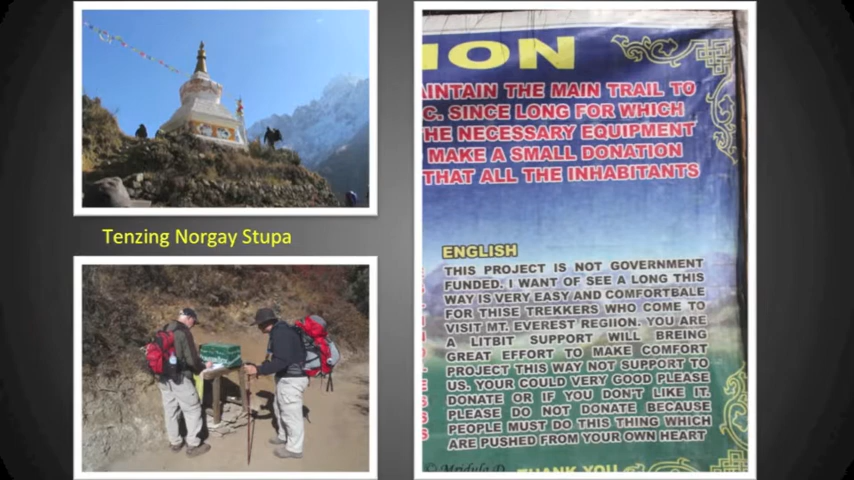 Tenzing Norgay Stupa
ION
AINTAIN THE MAIN TRAIL TO
C. SINCE LONG FOR WHICH
HE NECESSARY EQUIPMENT
MAKE A SMALL DONATION
THAT ALL THE INHABITANTS
ENGLISH
THIS PROJECT IS NOT GOVERNMENT
FUNDED. I WANT OF SEE A LONG THIS
WAY IS VERY EASY AND COMFORTBALE
FOR THISE TREKKERS WHO COME TO
VISIT MT. EVEREST REGIION. YOU ARE
A LITBIT SUPPORT WILL BREING
GREAT EFFORT TO MAKE COMFORT
PROJECT THIS WAY NOT SUPPORT TO
US. YOUR COULD VERY GOOD PLEASE
DONATE OR IF YOU DON'T LIKE IT.
PLEASE DO NOT DONATE BECAUSE
PEOPLE MUST DO THIS THING WHICH
ARE PUSHED FROM YOUR OWN HEART
© Mridula D
THANK YOU